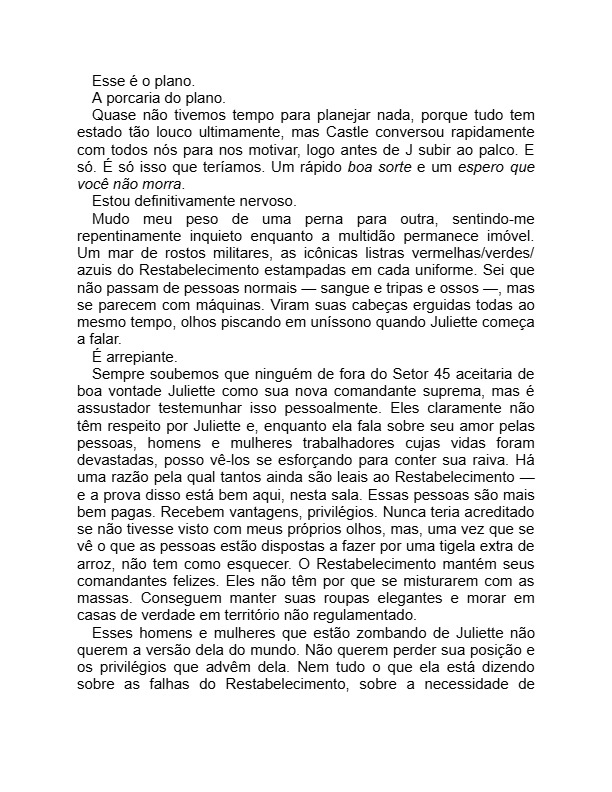 Esse é o plano.
A porcaria do plano.
Quase não tivemos tempo para planejar nada, porque tudo tem
estado tão louco ultimamente, mas Castle conversou rapidamente
com todos nós para nos motivar, logo antes de J subir ao palco. E
só. É só isso que teríamos. Um rápido boa sorte e um espero que
você não morra.
Estou definitivamente nervoso.
Mudo meu peso de uma perna para outra, sentindo-me
repentinamente inquieto enquanto a multidão permanece imóvel.
Um mar de rostos militares, as icônicas listras vermelhas/verdes/
azuis do Restabelecimento estampadas em cada uniforme. Sei que
não passam de pessoas normais — sangue e tripas e ossos —, mas
se parecem com máquinas. Viram suas cabeças erguidas todas ao
mesmo tempo, olhos piscando em uníssono quando Juliette começa
a falar.
É arrepiante.
Sempre soubemos que ninguém de fora do Setor 45 aceitaria de
boa vontade Juliette como sua nova comandante suprema, mas é
assustador testemunhar isso pessoalmente. Eles claramente não
têm respeito por Juliette e, enquanto ela fala sobre seu amor pelas
pessoas, homens e mulheres trabalhadores cujas vidas foram
devastadas, posso vê-los se esforçando para conter sua raiva. Há
uma razão pela qual tantos ainda são leais ao Restabelecimento —
e a prova disso está bem aqui, nesta sala. Essas pessoas são mais
bem pagas. Recebem vantagens, privilégios. Nunca teria acreditado
se não tivesse visto com meus próprios olhos, mas, uma vez que se
vê o que as pessoas estão dispostas a fazer por uma tigela extra de
arroz, não tem como esquecer. O Restabelecimento mantém seus
comandantes felizes. Eles não têm por que se misturarem com as
massas. Conseguem manter suas roupas elegantes e morar em
casas de verdade em território não regulamentado.
Esses homens e mulheres que estão zombando de Juliette não
querem a versão dela do mundo. Não querem perder sua posição e
os privilégios que advêm dela. Nem tudo o que ela está dizendo
sobre as falhas do Restabelecimento, sobre a necessidade de